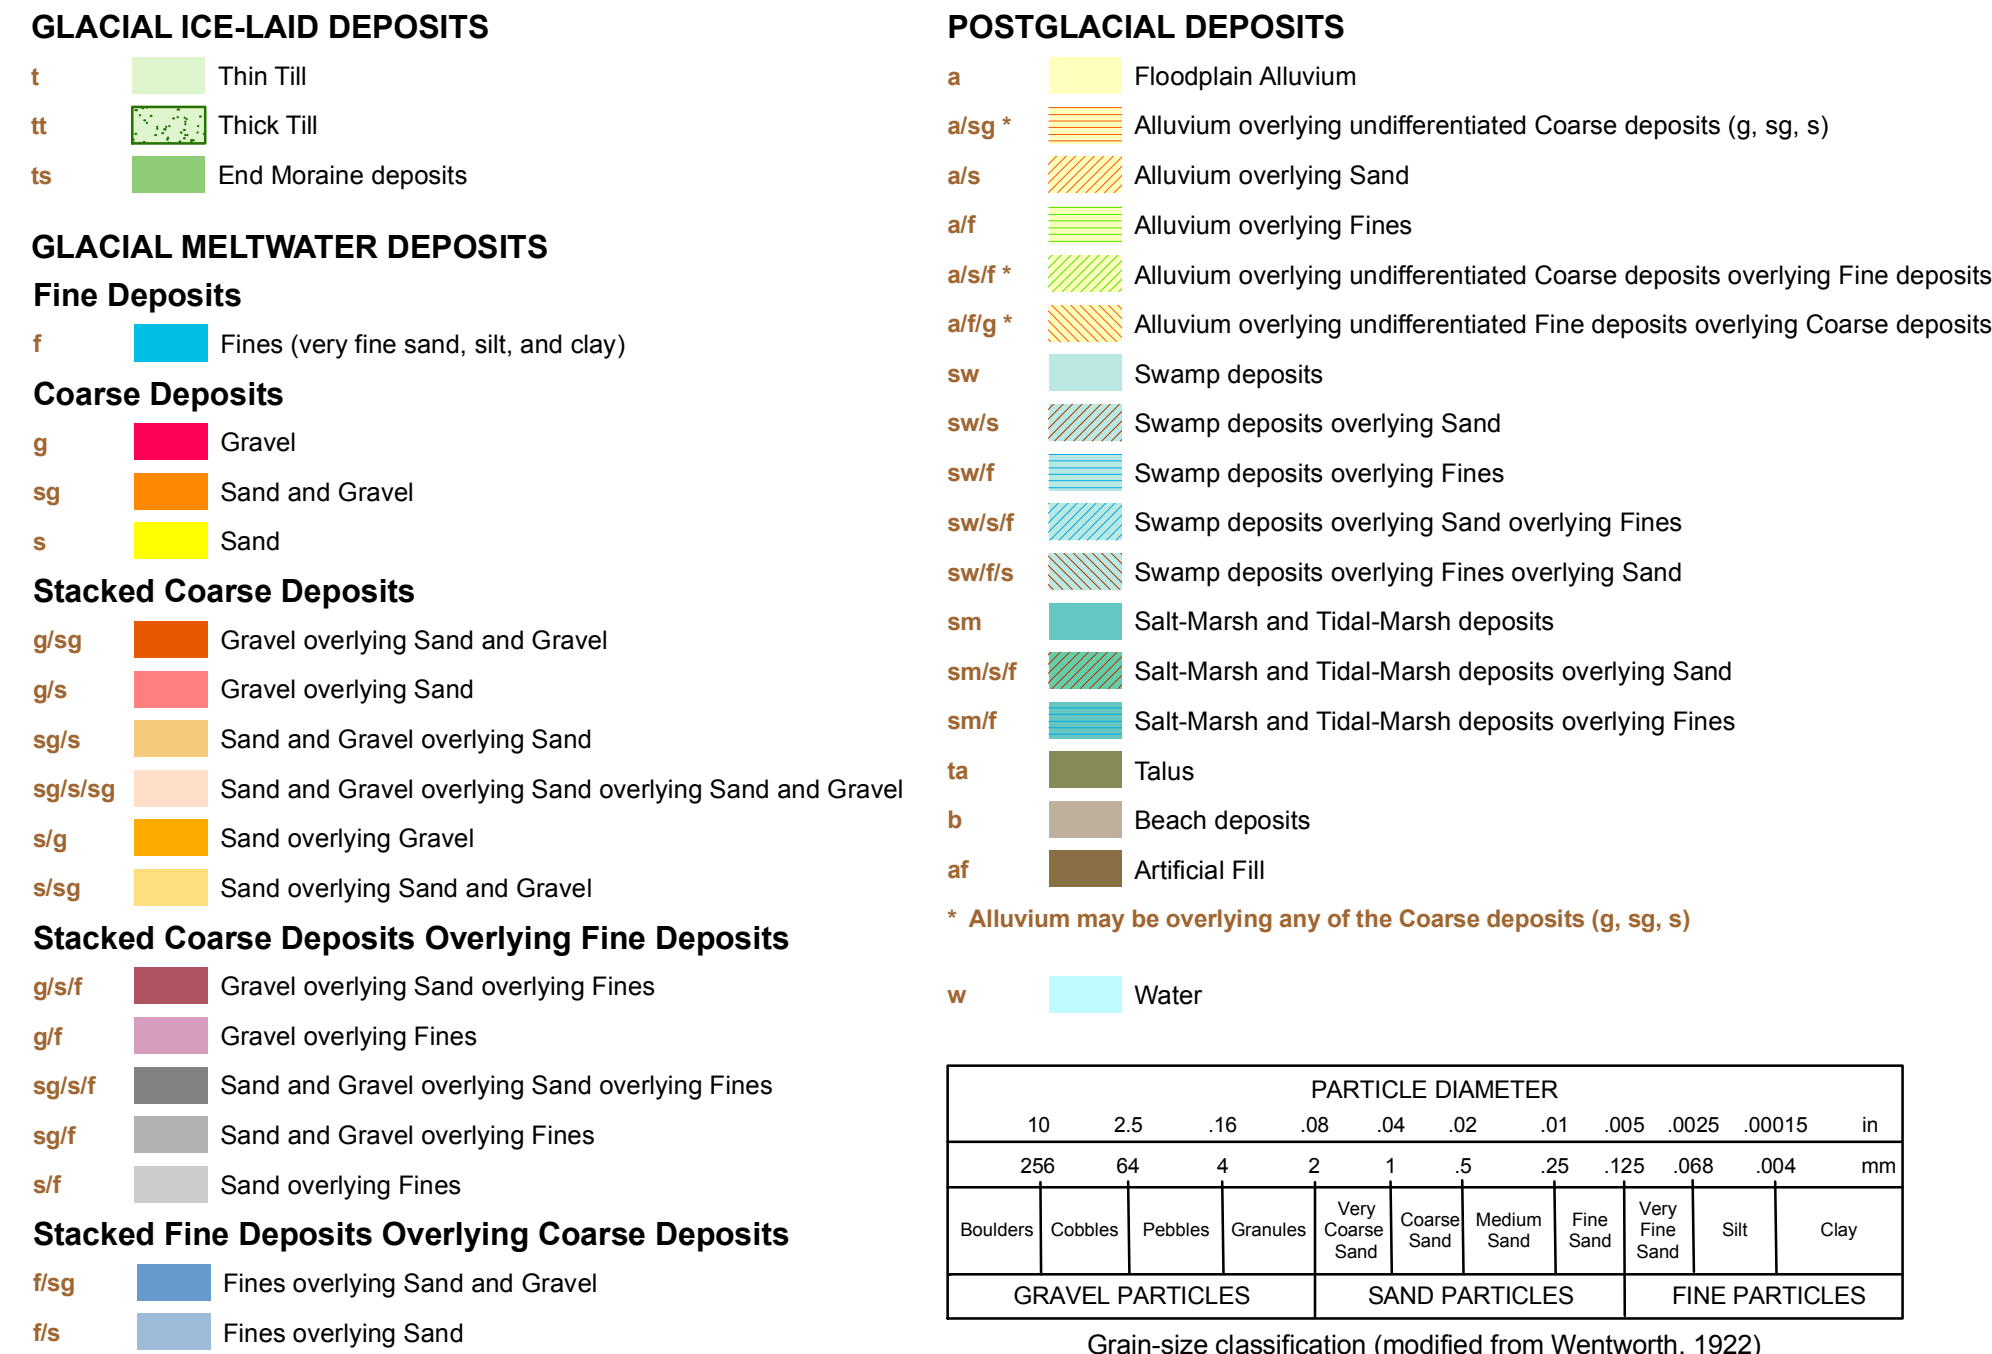 GLACIAL ICE-LAID DEPOSITS
t Thin Till
tt Thick Till
ts End Moraine deposits
GLACIAL MELTWATER DEPOSITS
Fine Deposits
f Fines (very fine sand, silt, and clay)
Coarse Deposits
g Gravel
sg Sand and Gravel
s Sand
Stacked Coarse Deposits
g/sg Gravel overlying Sand and Gravel
g/s Gravel overlying Sand
sg/s Sand and Gravel overlying Sand
sg/s/sg Sand and Gravel overlying Sand overlying Sand and Gravel
s/g Sand overlying Gravel
s/sg Sand overlying Sand and Gravel
Stacked Coarse Deposits Overlying Fine Deposits
g/s/f Gravel overlying Sand overlying Fines
g/f Gravel overlying Fines
sg/s/f Sand and Gravel overlying Sand overlying Fines
sg/f Sand and Gravel overlying Fines
s/f Sand overlying Fines
Stacked Fine Deposits Overlying Coarse Deposits
f/sg Fines overlying Sand and Gravel
f/s Fines overlying Sand
POSTGLACIAL DEPOSITS
a Floodplain Alluvium
a/sg * Alluvium overlying undifferentiated Coarse deposits (g, sg, s)
a/s Alluvium overlying Sand
a/f Alluvium overlying Fines
a/s/f * Alluvium overlying undifferentiated Coarse deposits overlying Fine deposits
a/f/g * Alluvium overlying undifferentiated Fine deposits overlying Coarse deposits
sw Swamp deposits
sw/s Swamp deposits overlying Sand
sw/f Swamp deposits overlying Fines
sw/s/f Swamp deposits overlying Sand overlying Fines
sw/f/s Swamp deposits overlying Fines overlying Sand
sm Salt-Marsh and Tidal-Marsh deposits
sm/s/f Salt-Marsh and Tidal-Marsh deposits overlying Sand
sm/f Salt-Marsh and Tidal-Marsh deposits overlying Fines
ta Talus
b Beach deposits
af Artificial Fill
* Alluvium may be overlying any of the Coarse deposits (g, sg, s)
w Water
PARTICLE DIAMETER
10 2.5 .16 .08 .04 .02 .01 .005 .0025 .00015 in
256 64 4 2 1 .5 .25 .125 .068 .004 mm
Boulders Cobbles Pebbles Granules Very Coarse Sand Coarse Sand Medium Sand Fine Sand Very Fine Sand Silt Clay
GRAVEL PARTICLES SAND PARTICLES FINE PARTICLES
Grain-size classification (modified from Wentworth, 1922)